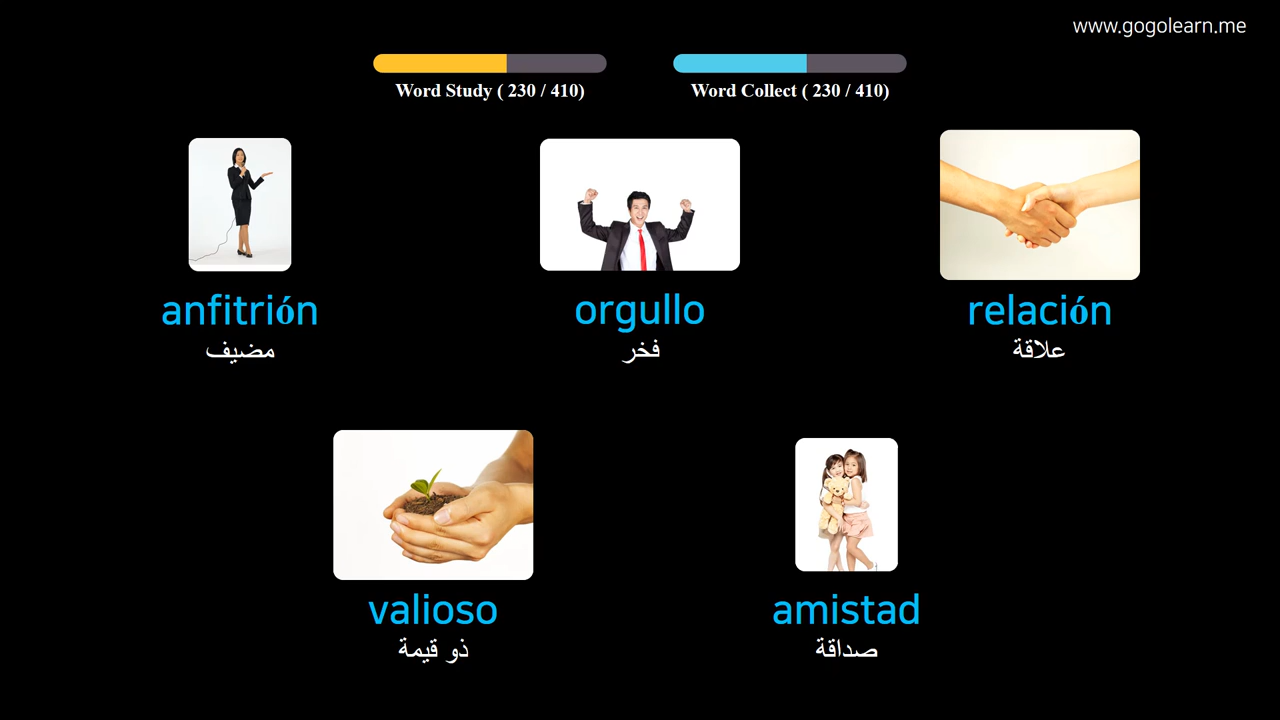 www.gogolearn.me
Word Study ( 230 / 410)
Word Collect ( 230 / 410)
anfitrión
مضيف
orgullo
فخر
relación
علاقة
valioso
ذو قيمة
amistad
صداقة